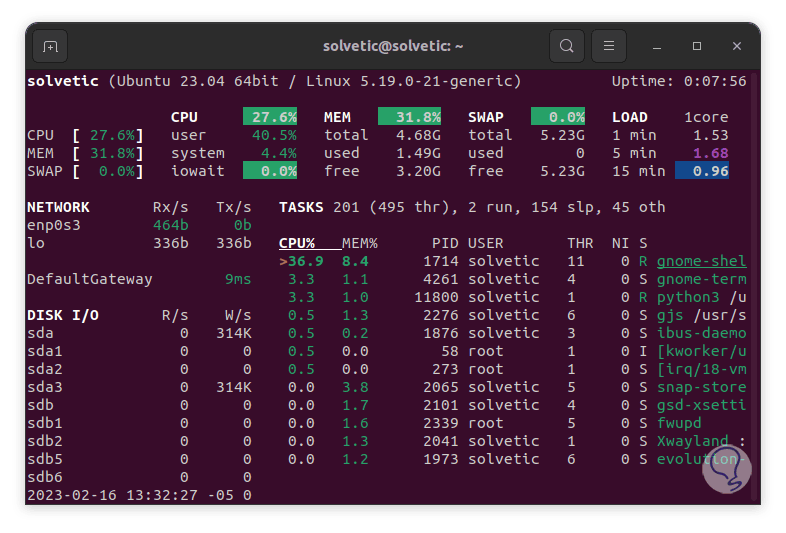 solvetic@solvetic: ~
solvetic (Ubuntu 23.04 64bit / Linux 5.19.0-21-generic) Uptime: 0:07:56
CPU 27.6% MEM 31.8% SWAP 0.0% LOAD 1core
CPU [ 27.6%] user 40.5% total 4.68G total 5.23G 1 min 1.53
MEM [ 31.8%] system 4.4% used 1.49G used 0 5 min 1.68
SWAP [ 0.0%] iowait 0.0% free 3.20G free 5.23G 15 min 0.96
NETWORK Rx/s Tx/s TASKS 201 (495 thr), 2 run, 154 slp, 45 oth
enp0s3 464b 0b
lo 336b 336b CPU% MEM% PID USER THR NI S
>36.9 8.4 1714 solvetic 11 0 R gnome-shel
DefaultGateway 9ms 3.3 1.1 4261 solvetic 4 0 S gnome-term
3.3 1.0 11800 solvetic 1 0 R python3 /u
DISK I/O R/s W/s 0.5 1.3 2276 solvetic 6 0 S gjs /usr/s
sda 0 314K 0.5 0.2 1876 solvetic 3 0 S ibus-daemo
sda1 0 0 0.5 0.0 58 root 1 0 I [kworker/u
sda2 0 0 0.5 0.0 273 root 1 0 S [irq/18-vm
sda3 0 314K 0.0 3.8 2065 solvetic 5 0 S snap-store
sdb 0 0 0.0 1.7 2101 solvetic 4 0 S gsd-xsetti
sdb1 0 0 0.0 1.6 2339 root 5 0 S fwupd
sdb2 0 0 0.0 1.3 2041 solvetic 1 0 S Xwayland :
sdb5 0 0 0.0 1.2 1973 solvetic 6 0 S evolution-
sdb6 0 0
2023-02-16 13:32:27 -05 0